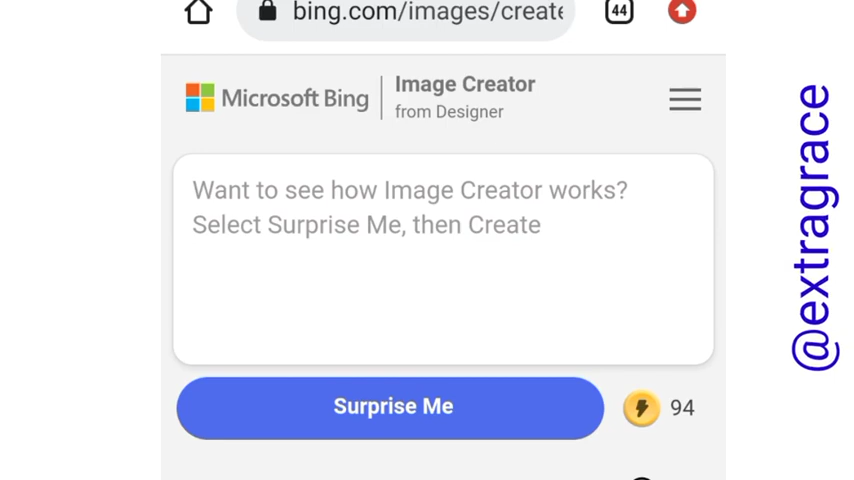 bing.com/images/create
44
Microsoft Bing
Image Creator
from Designer
Want to see how Image Creator works?
Select Surprise Me, then Create
Surprise Me
94
@extragrace